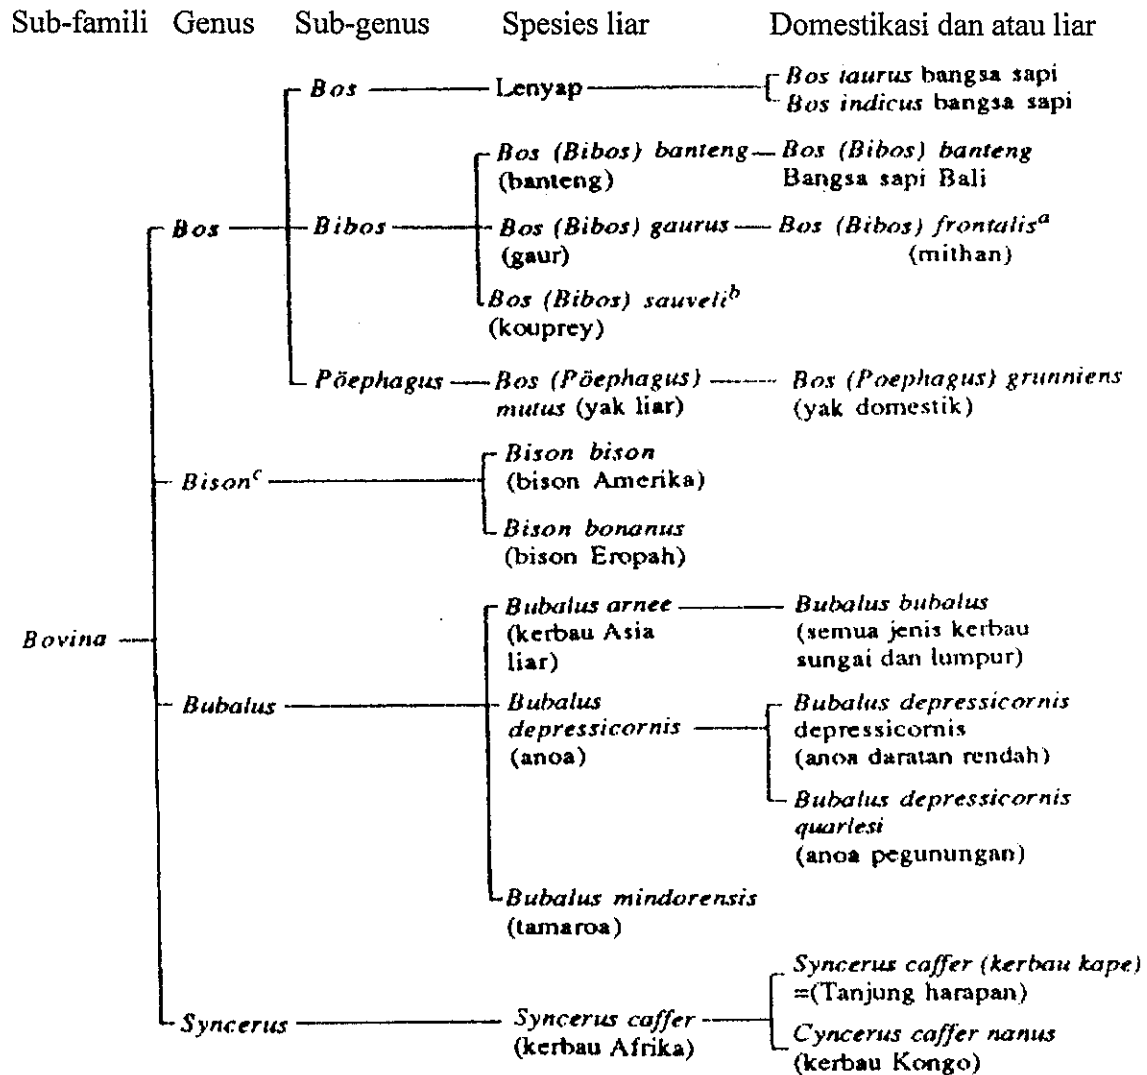 Sub-famili Genus Sub-genus Spesies liar Domestikasi dan atau liar
Bos Lenyap Bos taurus bangsa sapi
Bos indicus bangsa sapi
Bos (Bibos) banteng Bos (Bibos) banteng
(banteng) Bangsa sapi Bali
Bos Bibos Bos (Bibos) gaurus Bos (Bibos) frontalisᵃ
(gaur) (mithan)
Bos (Bibos) sauveliᵇ
(kouprey)
Pöephagus Bos (Pöephagus) Bos (Poephagus) grunniens
mutus (yak liar) (yak domestik)
Bison bison
Bisonᶜ (bison Amerika)
Bison bonanus
(bison Eropah)
Bubalus arnee Bubalus bubalus
Bovina (kerbau Asia (semua jenis kerbau
liar) sungai dan lumpur)
Bubalus Bubalus Bubalus depressicornis
depressicornis depressicornis
(anoa) (anoa daratan rendah)
Bubalus depressicornis
quarlesi
(anoa pegunungan)
Bubalus mindorensis
(tamaroa)
Syncerus caffer (kerbau kape)
=(Tanjung harapan)
Syncerus Syncerus caffer Cyncerus caffer nanus
(kerbau Afrika) (kerbau Kongo)